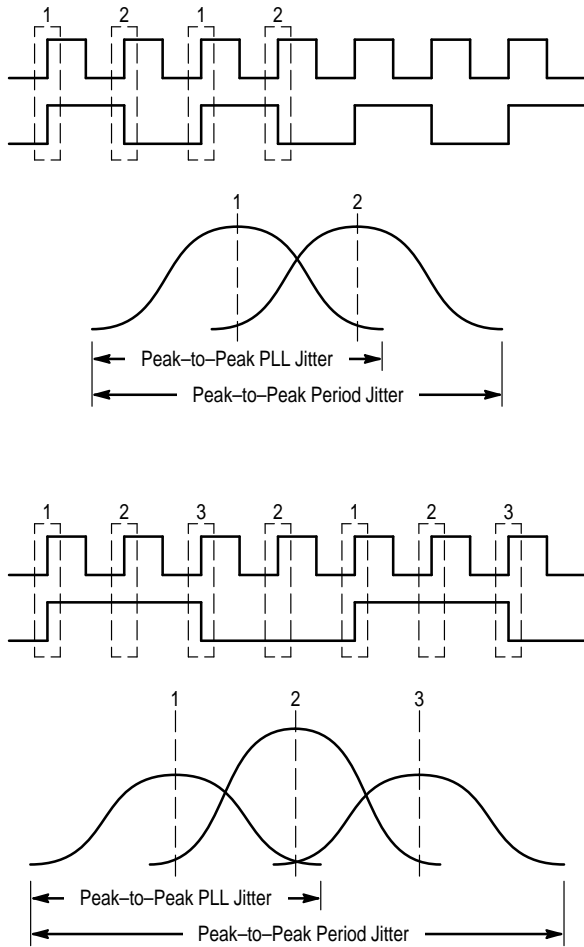 1 2 1 2
1 2
Peak–to–Peak PLL Jitter
Peak–to–Peak Period Jitter
1 2 3 2 1 2 3
1 2 3
Peak–to–Peak PLL Jitter
Peak–to–Peak Period Jitter